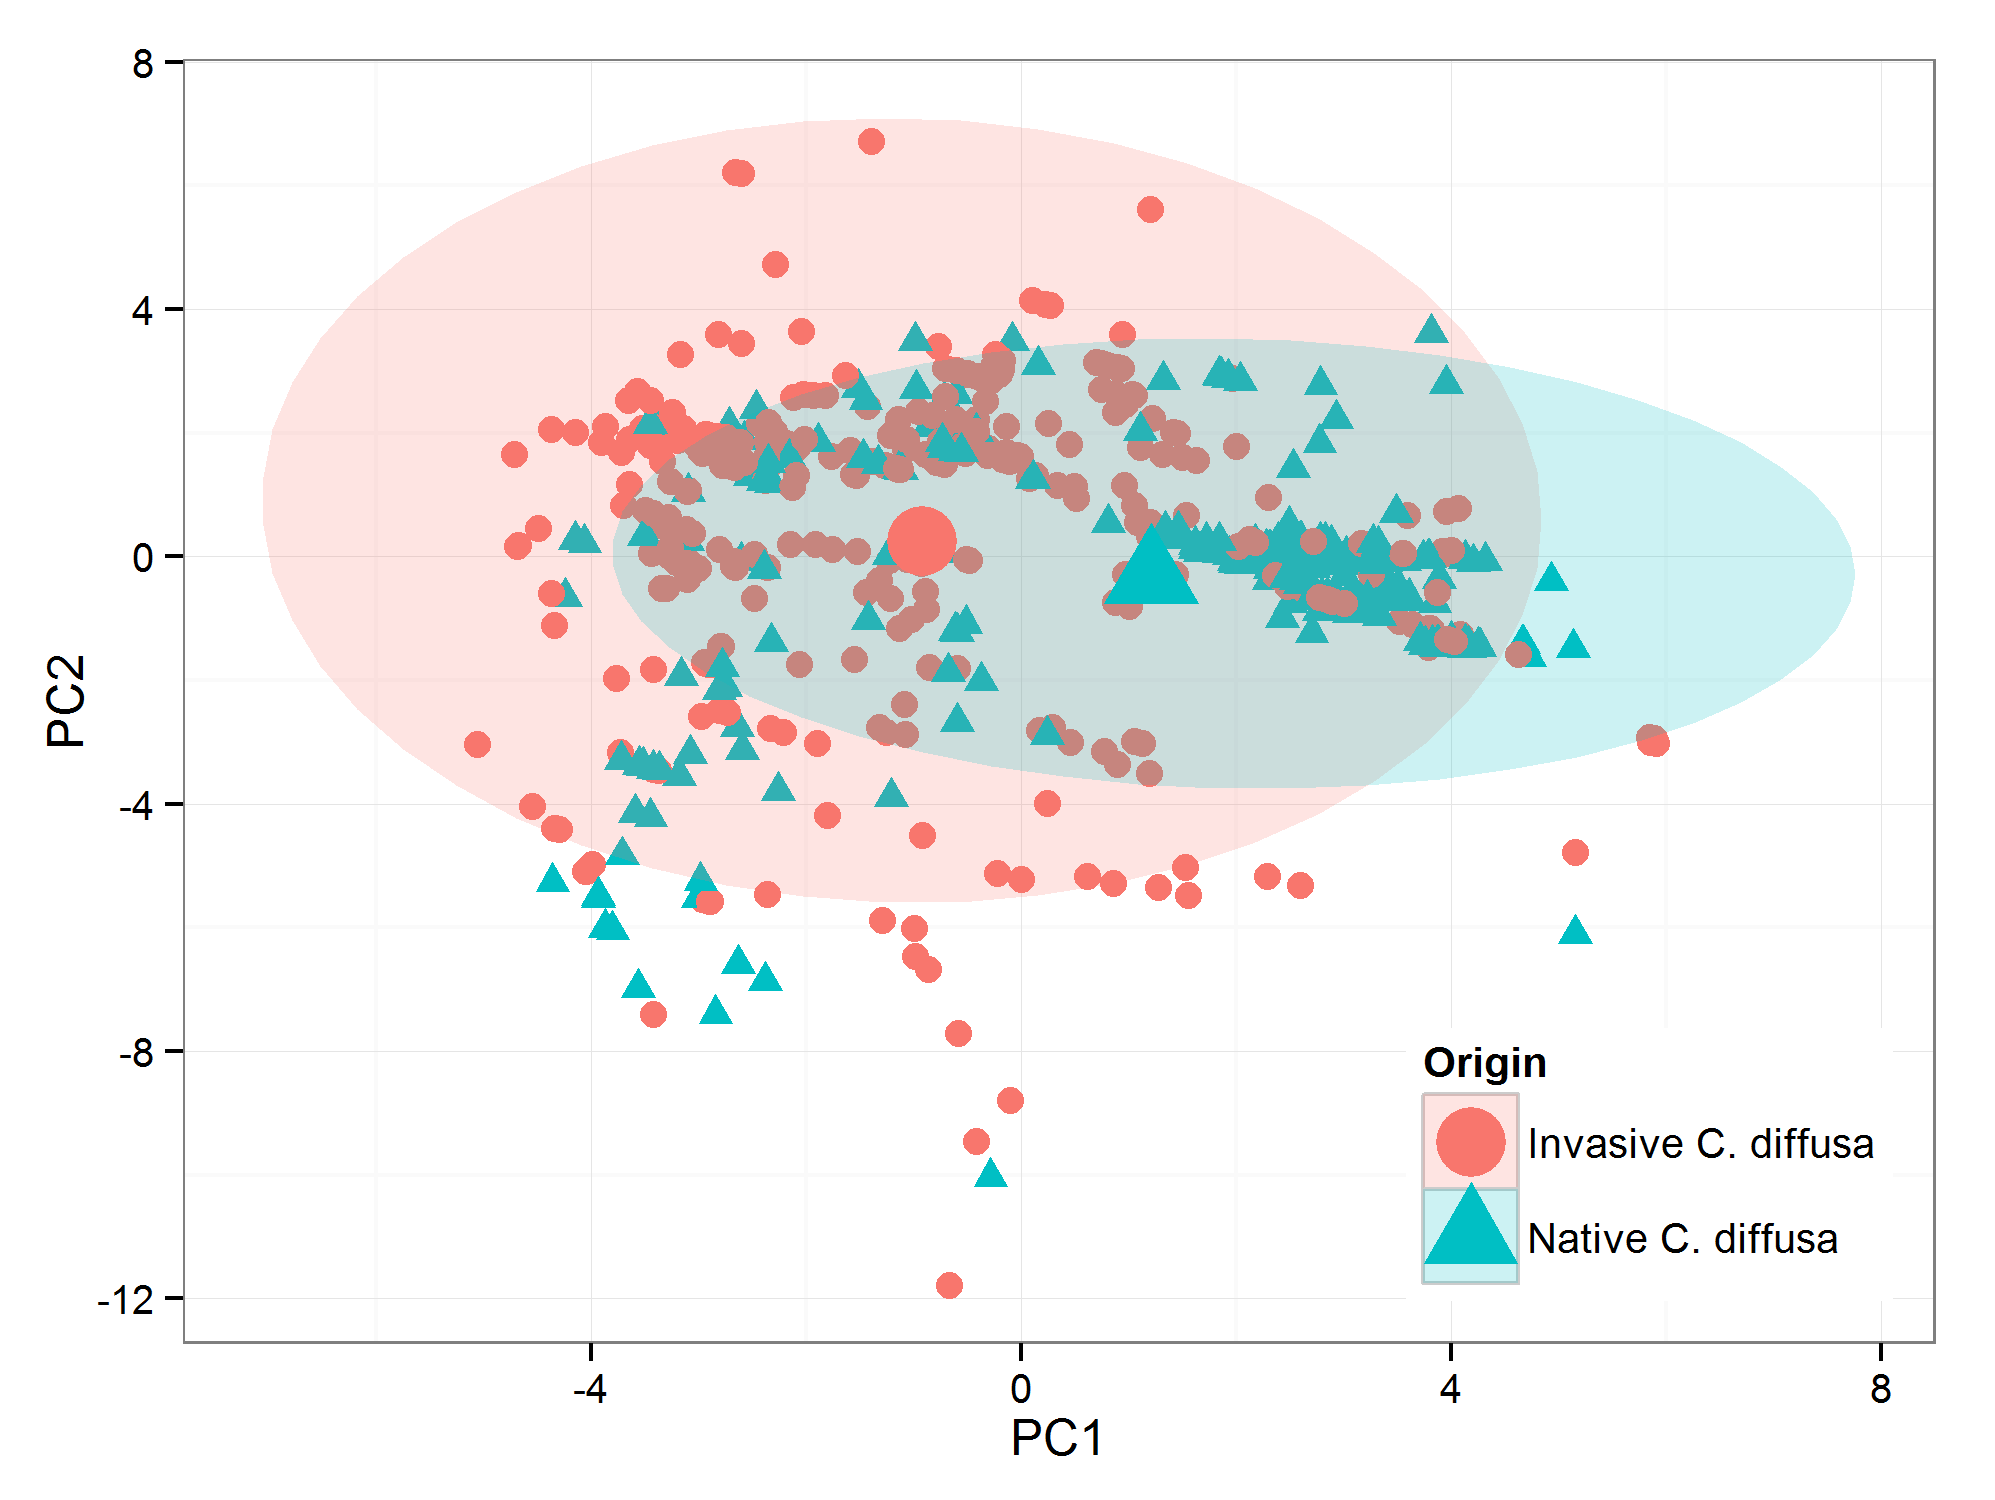 8
4
0
-4
-8
-12
PC2
-4
0
4
8
PC1
Origin
Invasive C. diffusa
Native C. diffusa